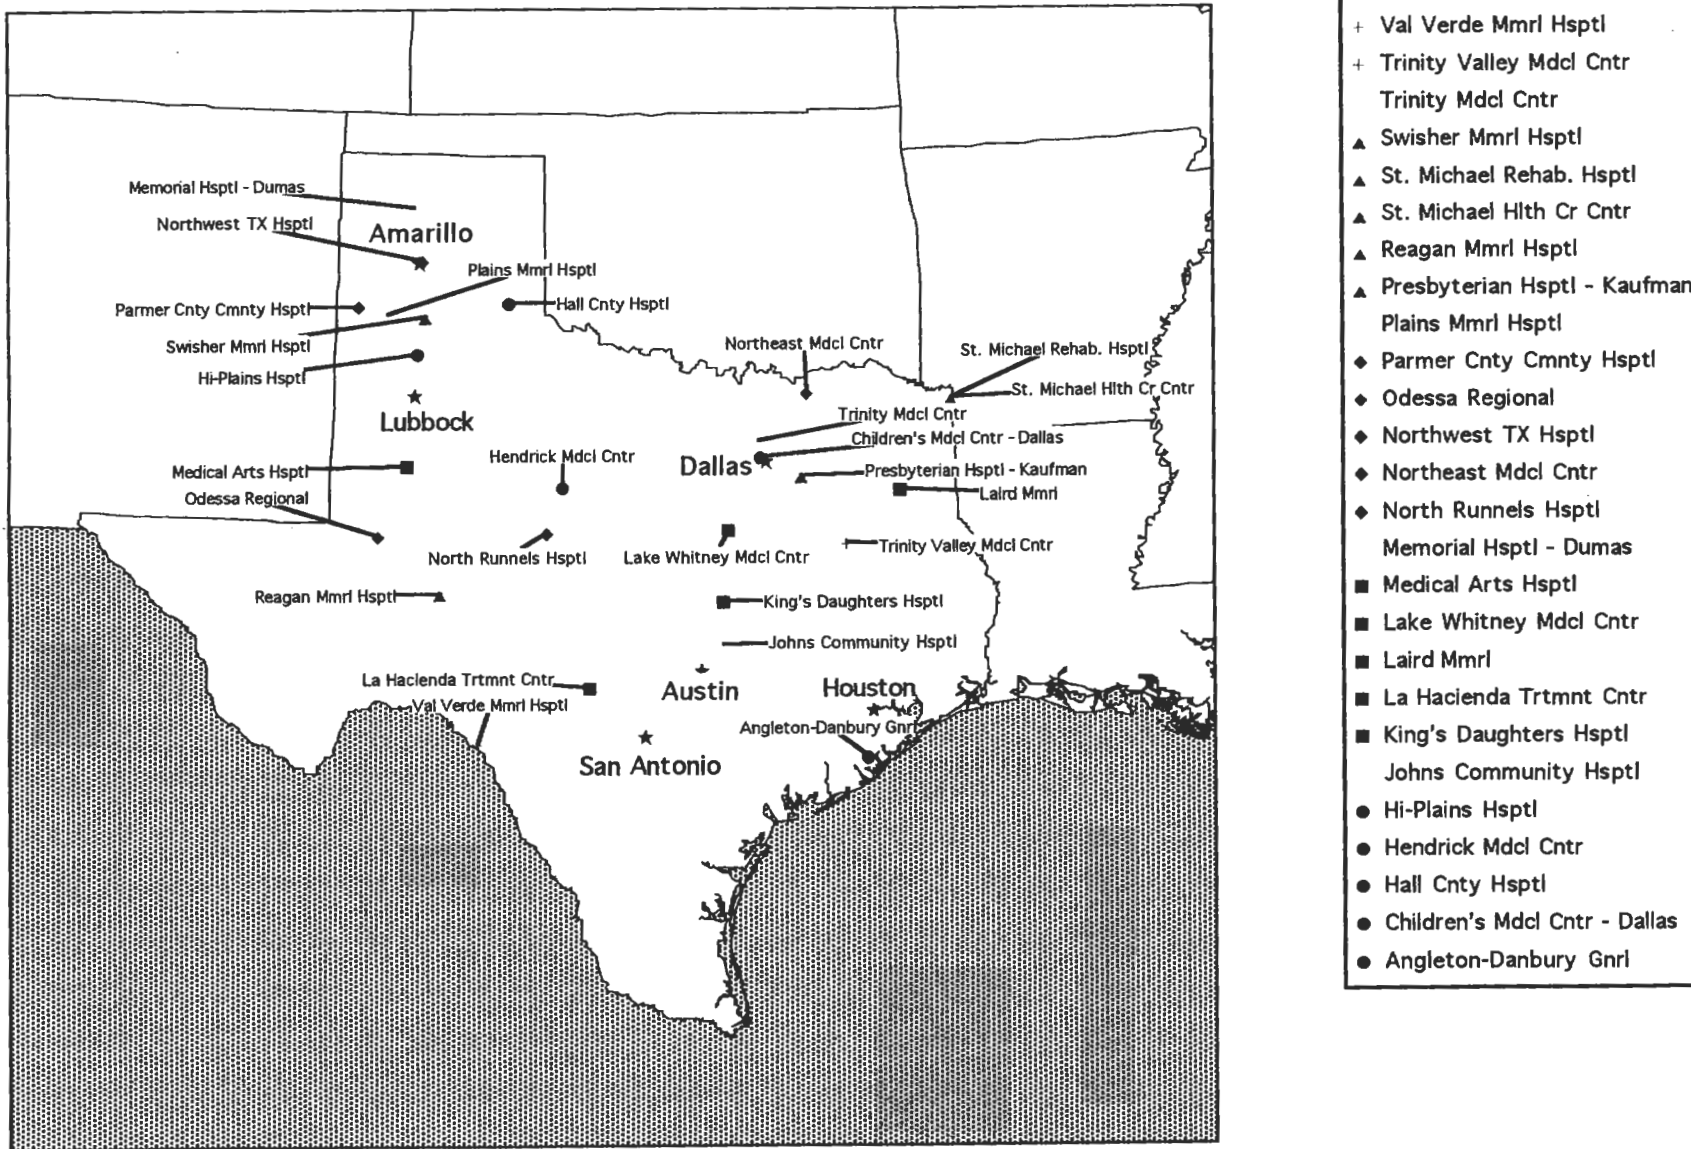 Memorial Hsptl - Dumas
Northwest TX Hsptl
Amarillo
Plains Mmrl Hsptl
Parmer Cnty Cmnty Hsptl
Hall Cnty Hsptl
Swisher Mmrl Hsptl
Northeast Mdcl Cntr
St. Michael Rehab. Hsptl
Hi-Plains Hsptl
St. Michael Hlth Cr Cntr
Lubbock
Trinity Mdcl Cntr
Children's Mdcl Cntr - Dallas
Hendrick Mdcl Cntr
Dallas
Presbyterian Hsptl - Kaufman
Medical Arts Hsptl
Laird Mmrl
Odessa Regional
North Runnels Hsptl
Lake Whitney Mdcl Cntr
Trinity Valley Mdcl Cntr
Reagan Mmrl Hsptl
King's Daughters Hsptl
Johns Community Hsptl
La Hacienda Trtmnt Cntr
Austin
Houston
Val Verde Mmrl Hsptl
Angleton-Danbury Gnrl
San Antonio
Val Verde Mmrl Hsptl
Trinity Valley Mdcl Cntr
Trinity Mdcl Cntr
Swisher Mmrl Hsptl
St. Michael Rehab. Hsptl
St. Michael Hlth Cr Cntr
Reagan Mmrl Hsptl
Presbyterian Hsptl - Kaufman
Plains Mmrl Hsptl
Parmer Cnty Cmnty Hsptl
Odessa Regional
Northwest TX Hsptl
Northeast Mdcl Cntr
North Runnels Hsptl
Memorial Hsptl - Dumas
Medical Arts Hsptl
Lake Whitney Mdcl Cntr
Laird Mmrl
La Hacienda Trtmnt Cntr
King's Daughters Hsptl
Johns Community Hsptl
Hi-Plains Hsptl
Hendrick Mdcl Cntr
Hall Cnty Hsptl
Children's Mdcl Cntr - Dallas
Angleton-Danbury Gnrl